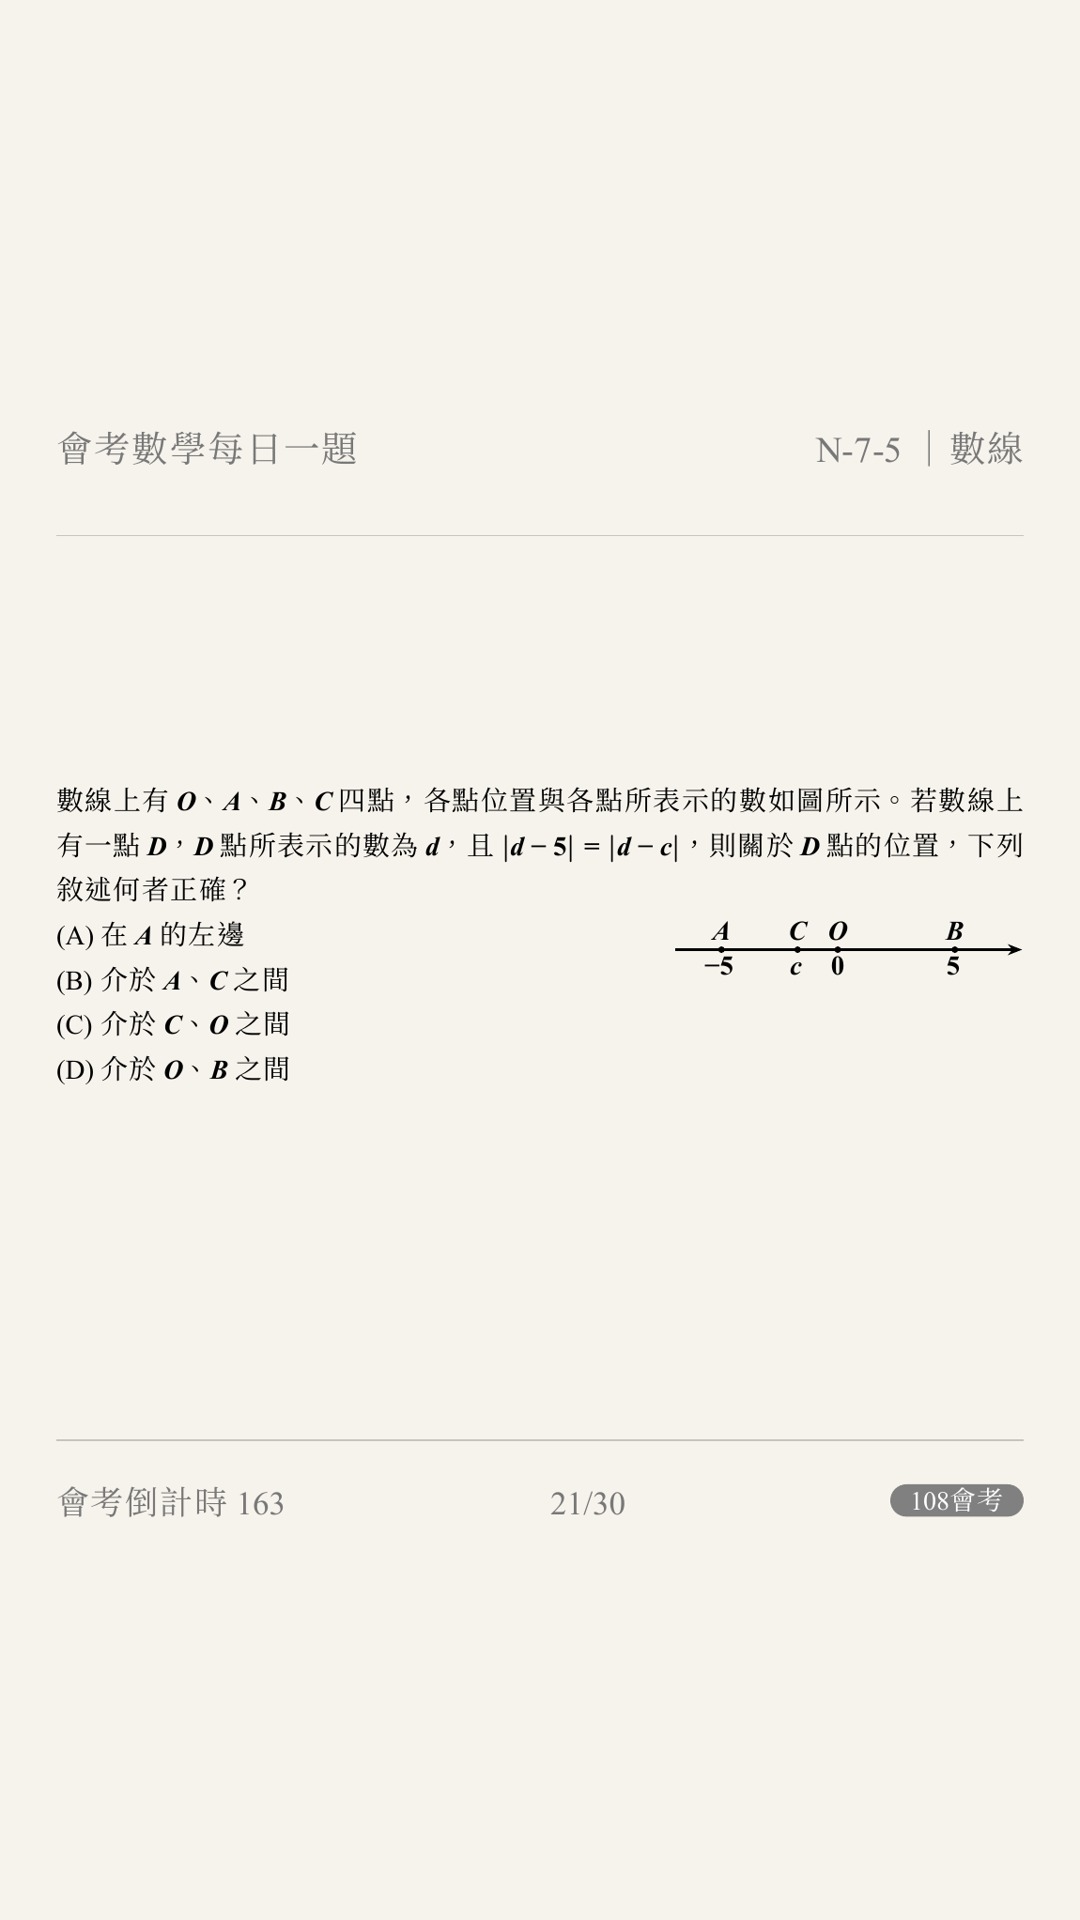 會考數學每日一題
N-7-5｜數線
數線上有 O、A、B、C 四點，各點位置與各點所表示的數如圖所示。若數線上
有一點 D，D 點所表示的數為 d，且 |d − 5| = |d − c|，則關於 D 點的位置，下列
敘述何者正確？
(A) 在 A 的左邊
(B) 介於 A、C 之間
(C) 介於 C、O 之間
(D) 介於 O、B 之間
A C O B
−5 c 0 5
會考倒計時 163
21/30
108會考